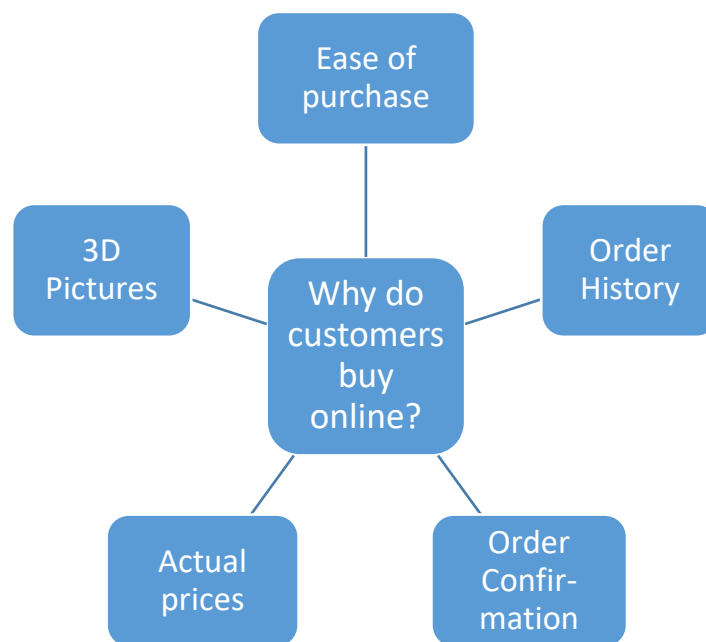 Ease of
purchase
3D
Pictures
Order
History
Why do
customers
buy
online?
Actual
prices
Order
Confir-
mation